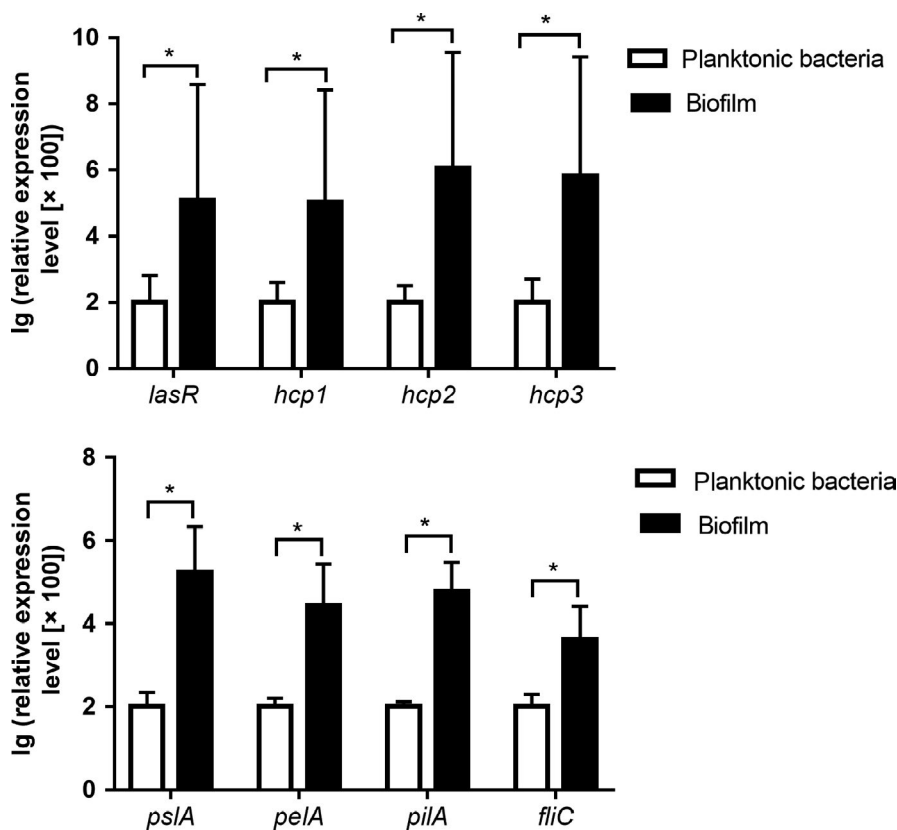 lg (relative expression
level [× 100])
10
8
6
4
2
0
*
*
*
*
lasR
hcp1
hcp2
hcp3
Planktonic bacteria
Biofilm
lg (relative expression
level [× 100])
8
6
4
2
0
*
*
*
*
pslA
pelA
pilA
fliC
Planktonic bacteria
Biofilm